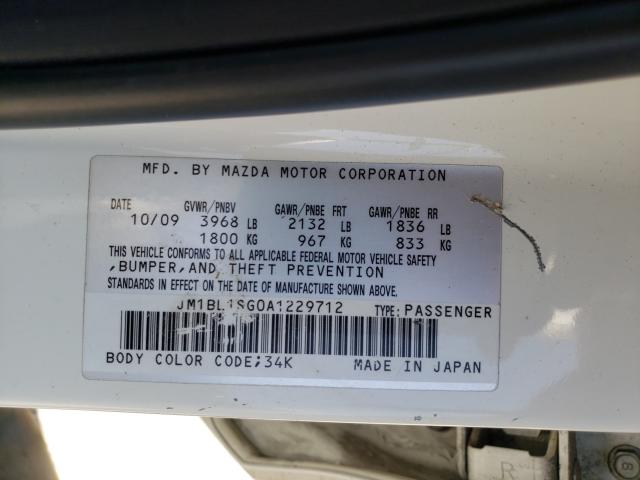 MFD. BY MAZDA MOTOR CORPORATION
DATE GVWR/PNBV GAWR/PNBE FRT GAWR/PNBE RR
10/09 3968 LB 2132 LB 1836 LB
1800 KG 967 KG 833 KG
THIS VEHICLE CONFORMS TO ALL APPLICABLE FEDERAL MOTOR VEHICLE SAFETY
,BUMPER,AND THEFT PREVENTION
STANDARDS IN EFFECT ON THE DATE OF MANUFACTURE SHOWN ABOVE.
JM1BL1SG0A1229712 TYPE: PASSENGER
BODY COLOR CODE;34K MADE IN JAPAN
R 8